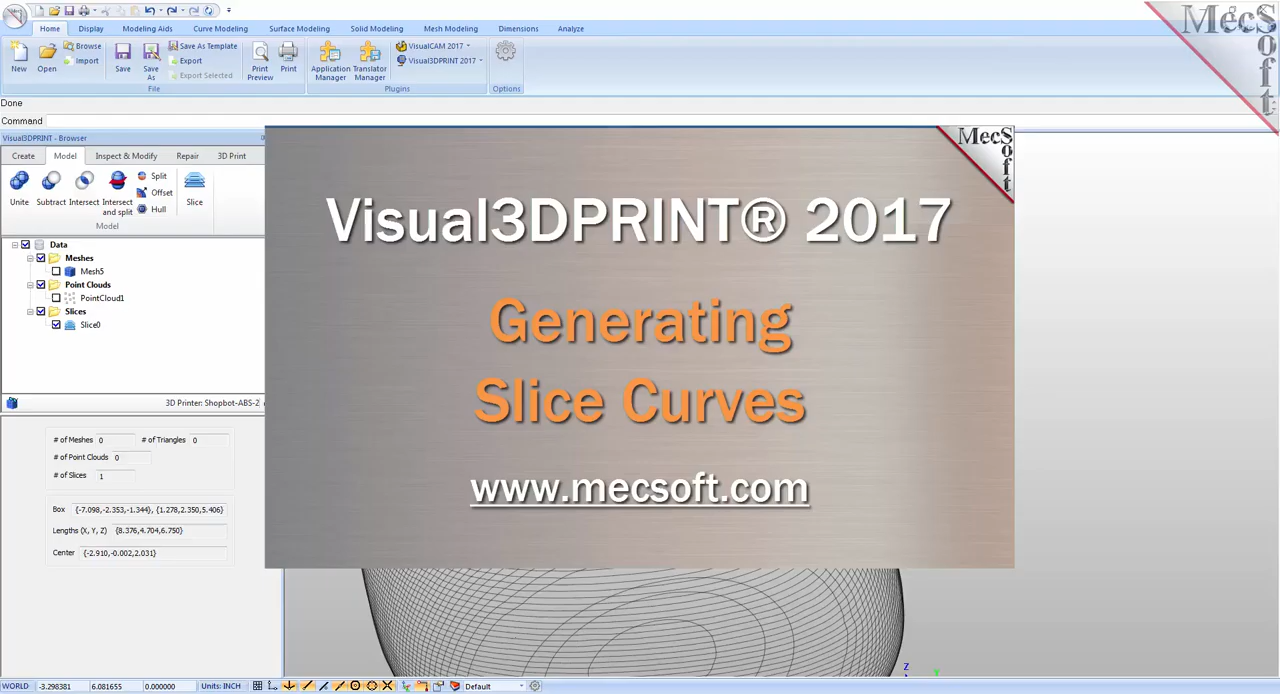 Home Display Modeling Aids Curve Modeling Surface Modeling Solid Modeling Mesh Modeling Dimensions Analyze
New Open Browse Import Save Save As Save As Template Export Export Selected Print Preview Print Application Manager Translator Manager VisualCAM 2017 Visual3DPRINT 2017
File Plugins Options
Done
Command
Visual3DPRINT - Browser
Create Model Inspect & Modify Repair 3D Print
Unite Subtract Intersect Intersect and split Split Offset Hull Slice
Model
Data
Meshes
Mesh5
Point Clouds
PointCloud1
Slices
Slice0
3D Printer: Shopbot-ABS-2
# of Meshes 0 # of Triangles 0
# of Point Clouds 0
# of Slices 1
Box {-7.098,-2.353,-1.344}, {1.278,2.350,5.406}
Lengths (X, Y, Z) {8.376,4.704,6.750}
Center {-2.910,-0.002,2.031}
MecSoft
Visual3DPRINT® 2017
Generating
Slice Curves
www.mecsoft.com
MecSoft
Z
WORLD -3.298381 6.081655 0.000000 Units: INCH Default